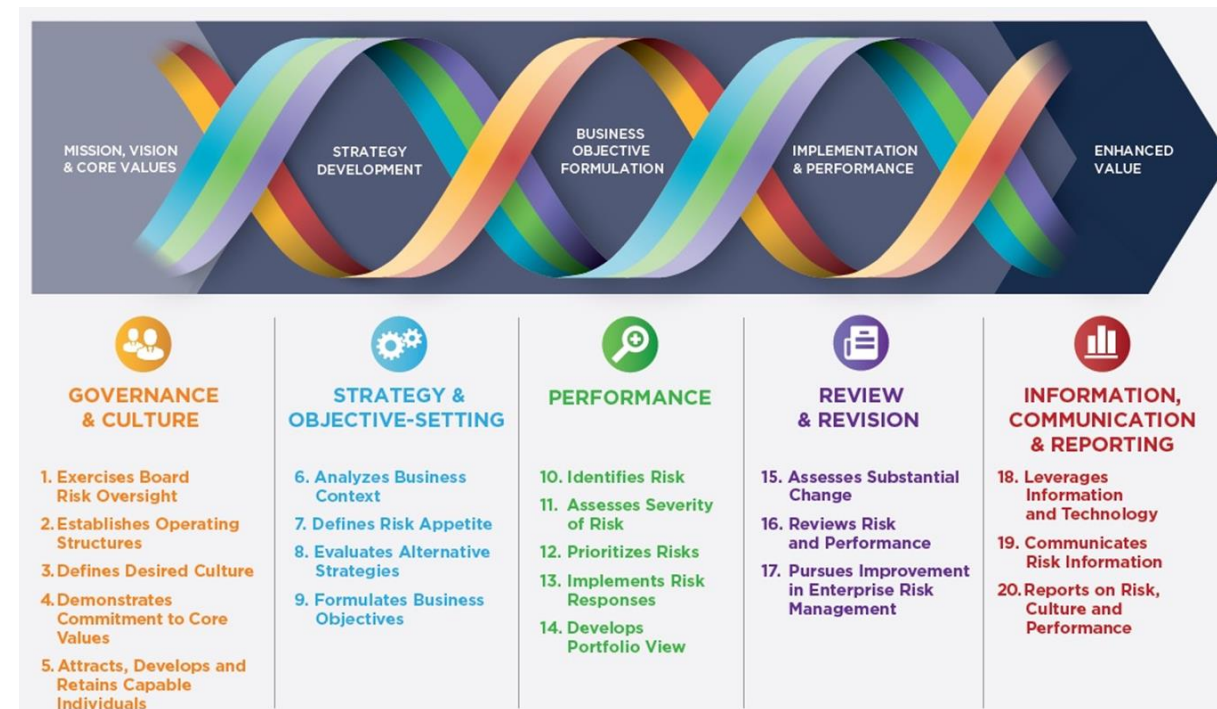 MISSION, VISION
& CORE VALUES
STRATEGY
DEVELOPMENT
BUSINESS
OBJECTIVE
FORMULATION
IMPLEMENTATION
& PERFORMANCE
ENHANCED
VALUE
GOVERNANCE
& CULTURE
1. Exercises Board
Risk Oversight
2. Establishes Operating
Structures
3. Defines Desired Culture
4. Demonstrates
Commitment to Core
Values
5. Attracts, Develops and
Retains Capable
Individuals
STRATEGY &
OBJECTIVE-SETTING
6. Analyzes Business
Context
7. Defines Risk Appetite
8. Evaluates Alternative
Strategies
9. Formulates Business
Objectives
PERFORMANCE
10. Identifies Risk
11. Assesses Severity
of Risk
12. Prioritizes Risks
13. Implements Risk
Responses
14. Develops
Portfolio View
REVIEW
& REVISION
15. Assesses Substantial
Change
16. Reviews Risk
and Performance
17. Pursues Improvement
in Enterprise Risk
Management
INFORMATION,
COMMUNICATION
& REPORTING
18. Leverages
Information
and Technology
19. Communicates
Risk Information
20. Reports on Risk,
Culture and
Performance